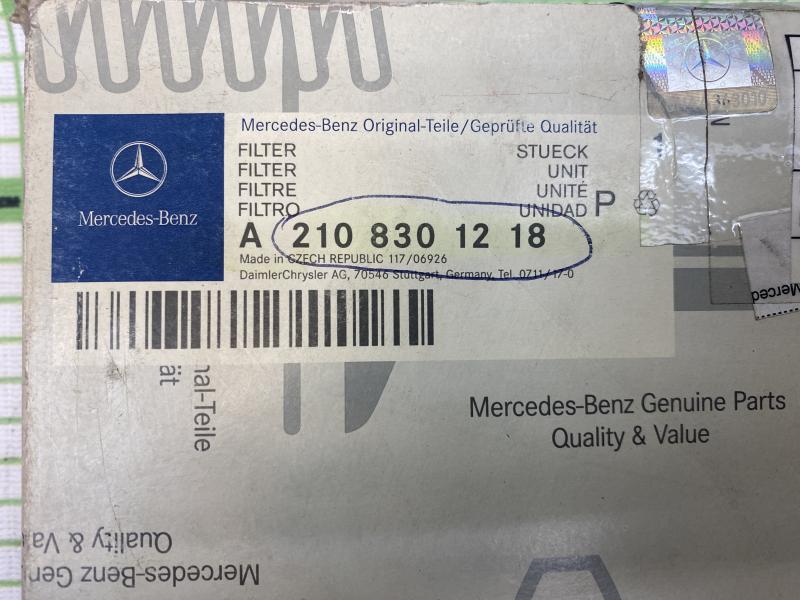 Mercedes-Benz Original-Teile/Geprüfte Qualität
FILTER STUECK
FILTER UNIT
FILTRE UNITÉ
FILTRO UNIDAD P
A 210 830 12 18
Made in CZECH REPUBLIC 117/06926
DaimlerChrysler AG, 70546 Stuttgart, Germany, Tel. 0711/17-0
Mercedes-Benz
nal-Teile
ät
Mercedes-Benz Genuine Parts
Quality & Value
Mercedes-Benz Gen
Quality & Va
Merced